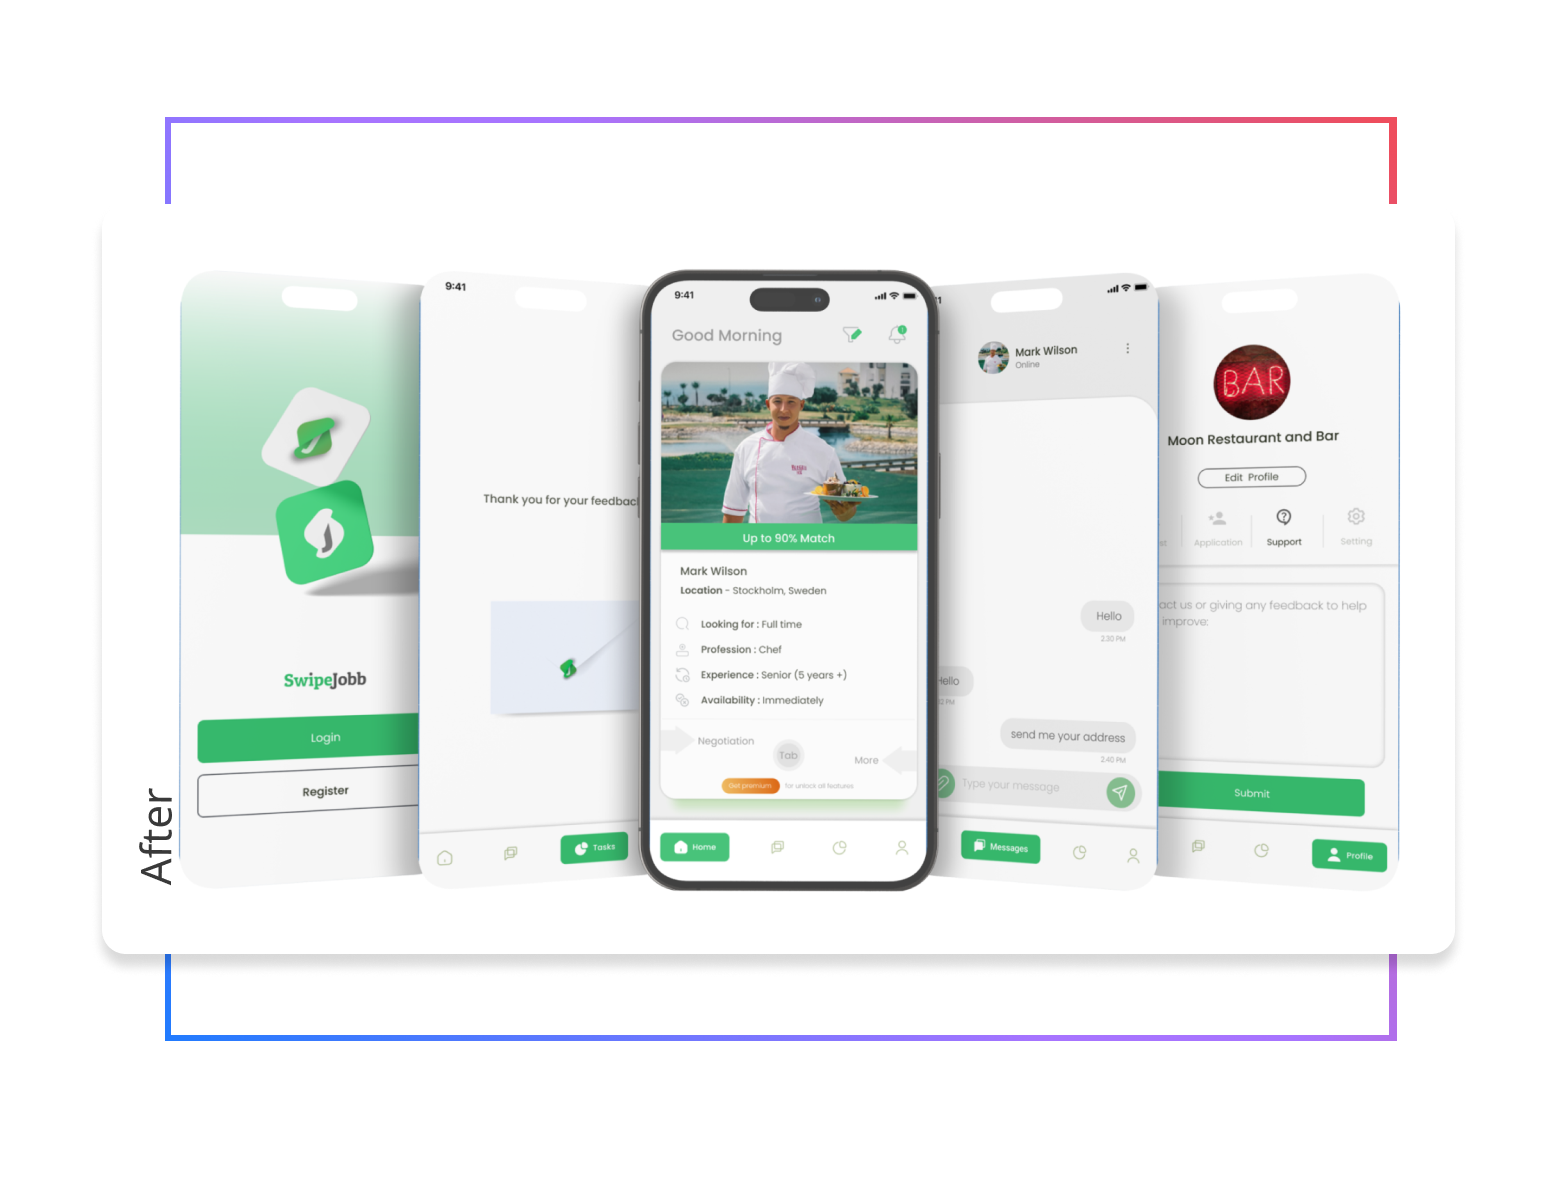 After
SwipeJobb
Login
Register
9:41
Thank you for your feedbac
Tasks
9:41
Good Morning
Up to 90% Match
Mark Wilson
Location - Stockholm, Sweden
Looking for : Full time
Profession : Chef
Experience : Senior (5 years +)
Availability : Immediately
Negotiation
Tab
More
Get premium for unlock all features
Home
Mark Wilson
Online
Hello
2:30 PM
Hello
2 PM
send me your address
2:40 PM
Type your message
Messages
BAR
Moon Restaurant and Bar
Edit Profile
Application
Support
Setting
act us or giving any feedback to help
improve:
Submit
Profile